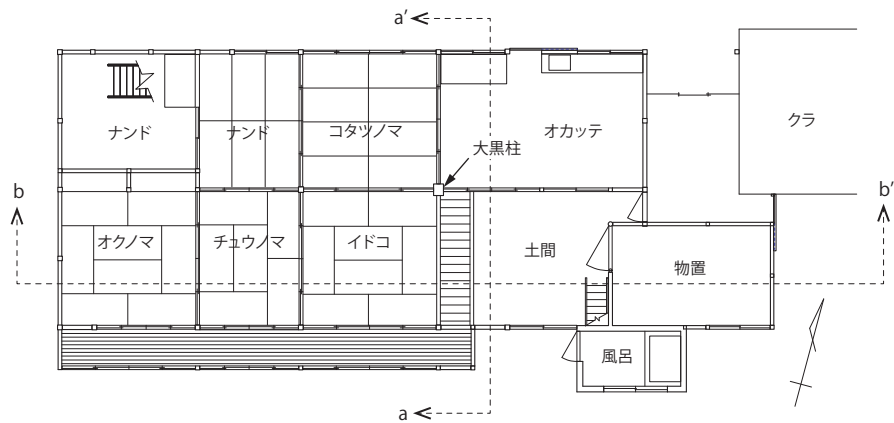 a'
クラ
ナンド
ナンド
コタツノマ
オカッテ
大黒柱
b
b'
オクノマ
チュウノマ
イドコ
土間
物置
風呂
a